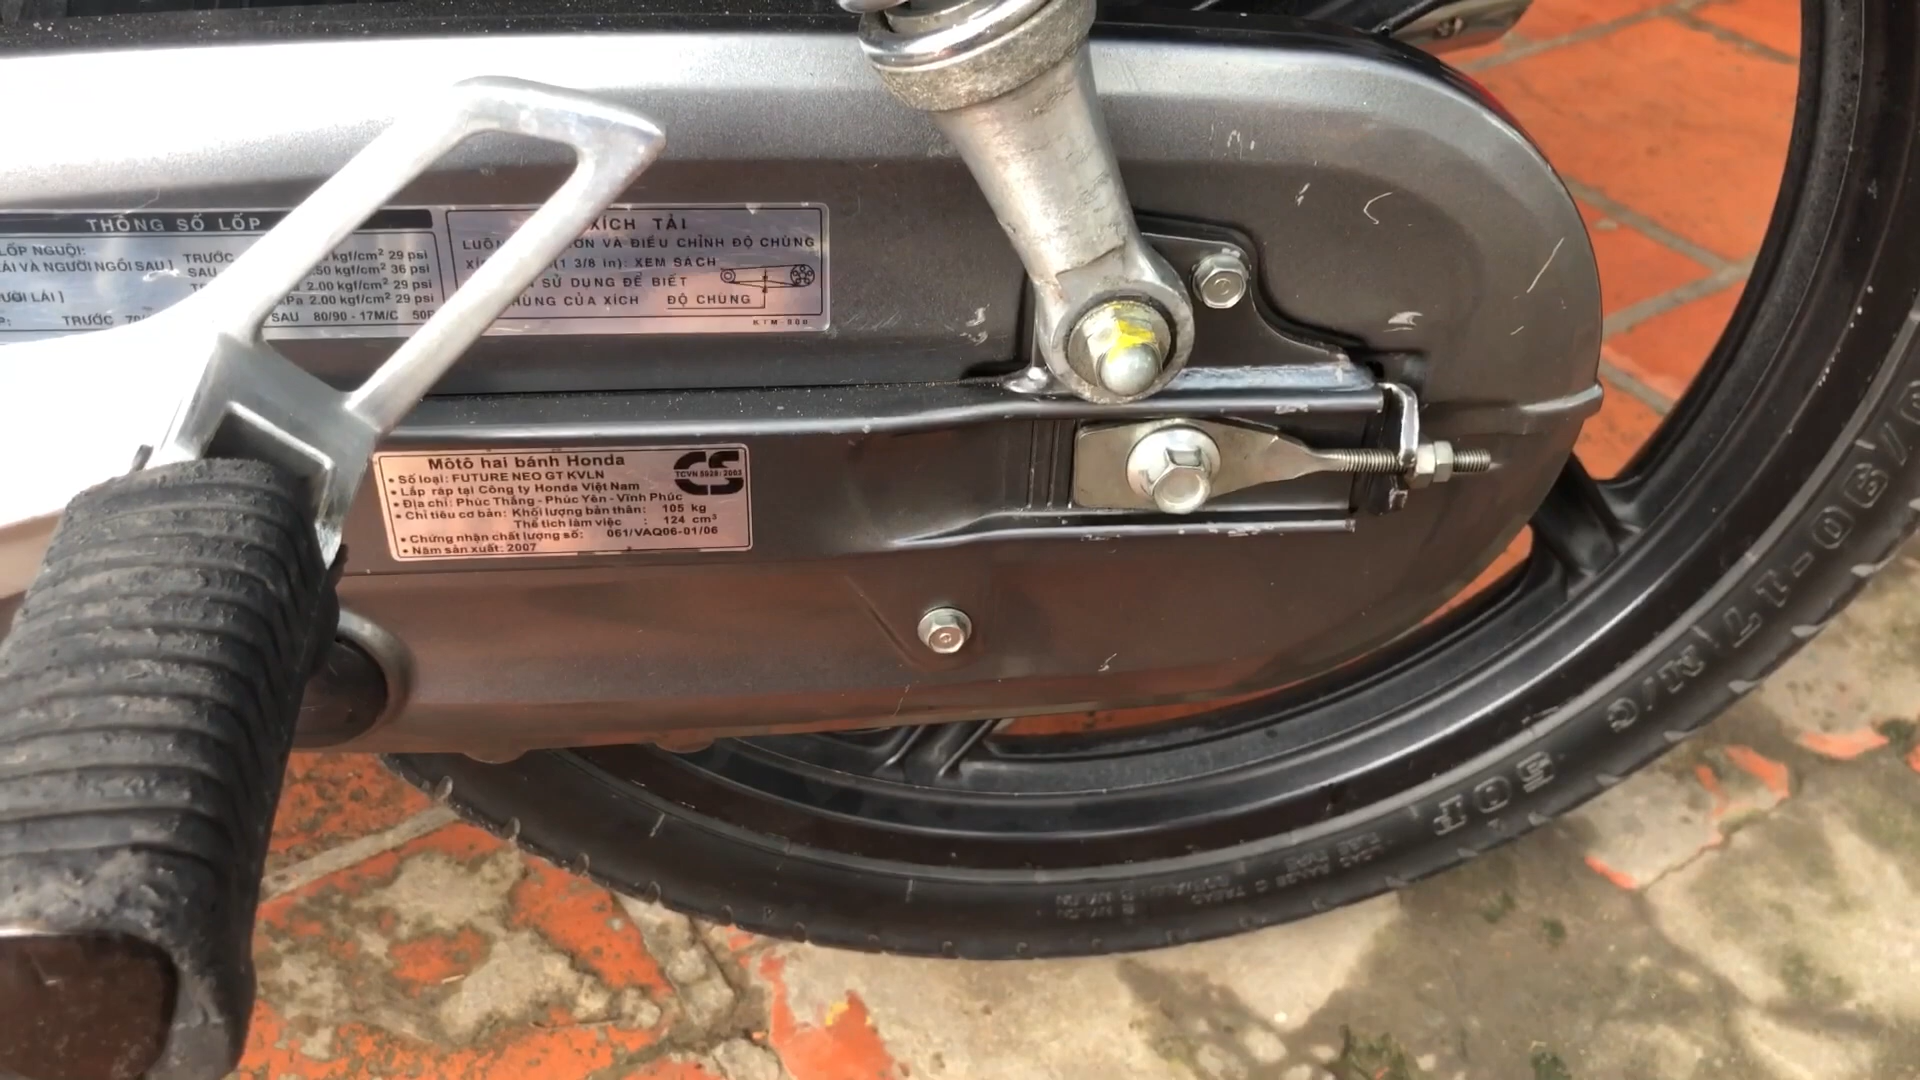 THÔNG SỐ LỐP
LỐP NGUỘI:
TRƯỚC kgf/cm² 29 psi
ÁI VÀ NGƯỜI NGỒI SAU ] SAU .50 kgf/cm² 36 psi
2.00 kgf/cm² 29 psi
ƯỜI LÁI ] 2.00 kgf/cm² 29 psi
TRƯỚC SAU 80/90 - 17M/C 50P
XÍCH TẢI
VÀ ĐIỀU CHỈNH ĐỘ CHÙNG
(1 3/8 in): XEM SÁCH
SỬ DỤNG ĐỂ BIẾT
CỦA XÍCH ĐỘ CHÙNG
Môtô hai bánh Honda
• Số loại: FUTURE NEO GT KVLN
• Lắp ráp tại Công ty Honda Việt Nam
• Địa chỉ: Phúc Thắng - Phúc Yên - Vĩnh Phúc
• Chỉ tiêu cơ bản: Khối lượng bản thân: 105 kg
Thể tích làm việc : 124 cm³
• Chứng nhận chất lượng số: 061/VAQ06-01/06
• Năm sản xuất: 2007
CS
TCVN 5928: 2003
/90-17 M/C 50P